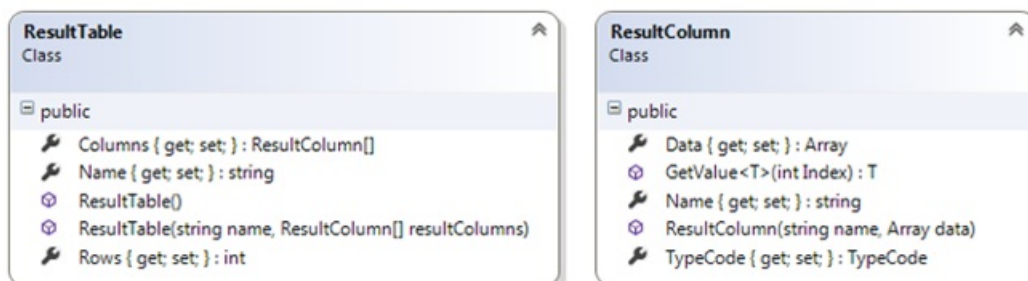 ResultTable
Class
public
Columns { get; set; } : ResultColumn[]
Name { get; set; } : string
ResultTable()
ResultTable(string name, ResultColumn[] resultColumns)
Rows { get; set; } : int
ResultColumn
Class
public
Data { get; set; } : Array
GetValue<T>(int Index) : T
Name { get; set; } : string
ResultColumn(string name, Array data)
TypeCode { get; set; } : TypeCode